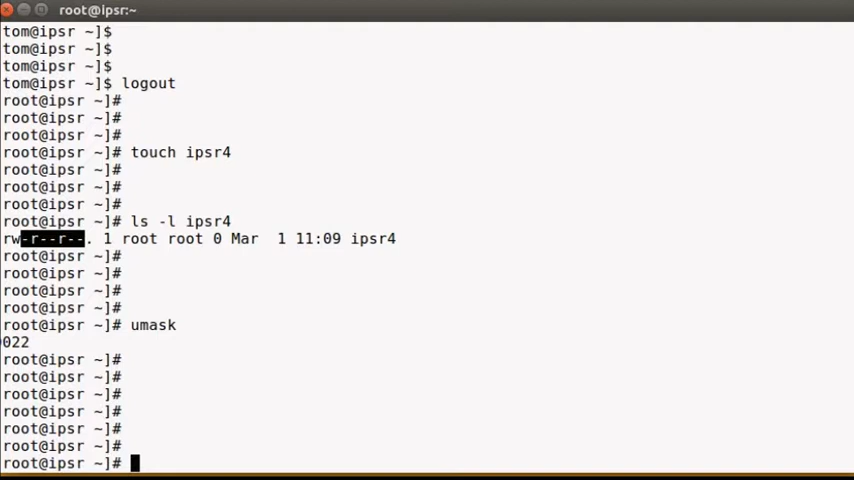 root@ipsr:~
tom@ipsr ~]$
tom@ipsr ~]$
tom@ipsr ~]$
tom@ipsr ~]$ logout
root@ipsr ~]#
root@ipsr ~]#
root@ipsr ~]#
root@ipsr ~]# touch ipsr4
root@ipsr ~]#
root@ipsr ~]#
root@ipsr ~]#
root@ipsr ~]# ls -l ipsr4
rw-r--r--. 1 root root 0 Mar  1 11:09 ipsr4
root@ipsr ~]#
root@ipsr ~]#
root@ipsr ~]#
root@ipsr ~]#
root@ipsr ~]# umask
0022
root@ipsr ~]#
root@ipsr ~]#
root@ipsr ~]#
root@ipsr ~]#
root@ipsr ~]#
root@ipsr ~]#
root@ipsr ~]#